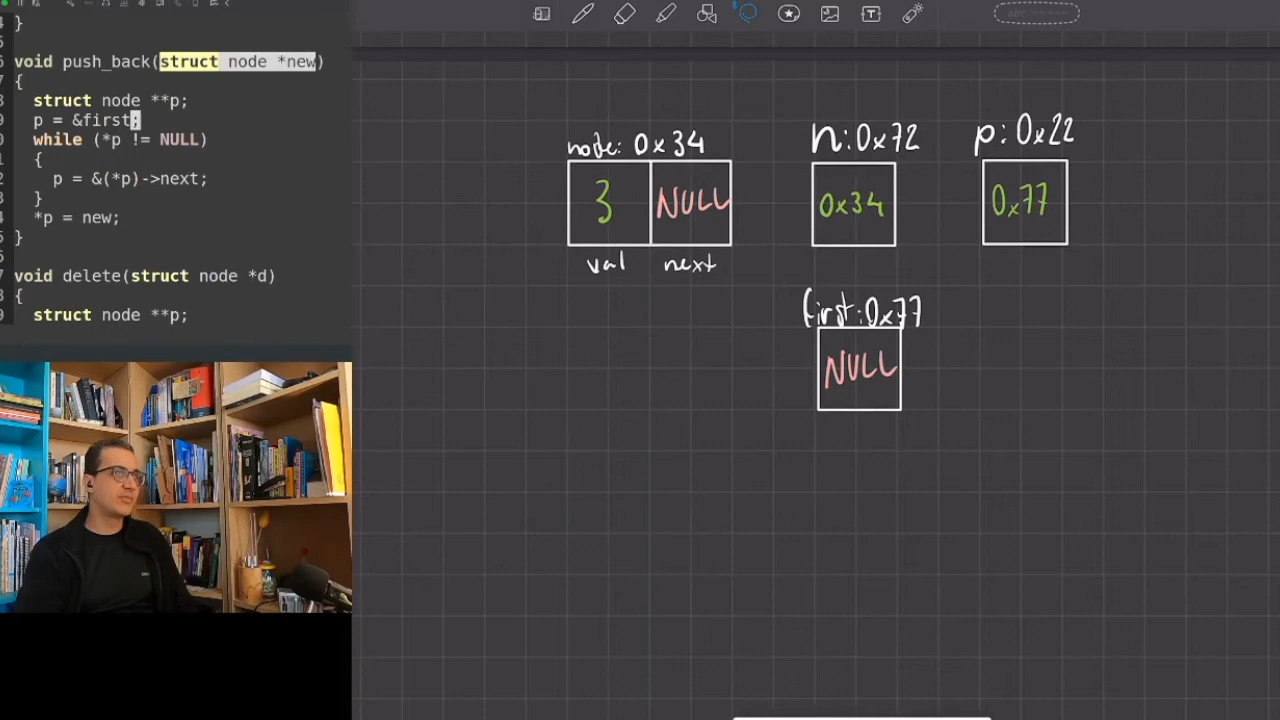 }
void push_back(struct node *new)
{
struct node **p;
p = &first;
while (*p != NULL)
{
p = &(*p)->next;
}
*p = new;
}
void delete(struct node *d)
{
struct node **p;
node: 0x34
3 NULL
val next
n:0x72
0x34
p:0x22
0x77
first:0x77
NULL